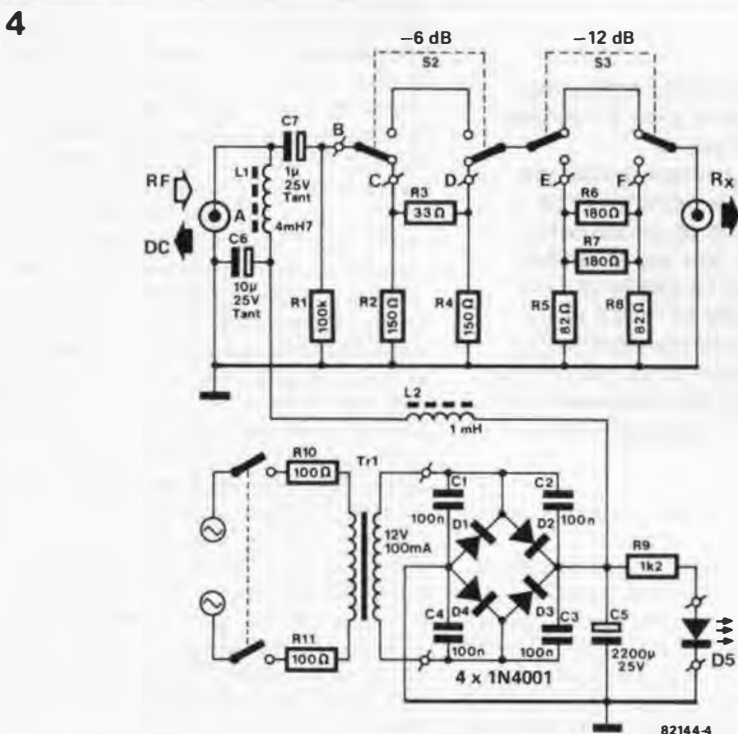 4
−6 dB
S2
−12 dB
S3
C7
1µ
25V
Tant
B
L1
4mH7
RF
A
DC
C6
10µ
25V
Tant
R1
100k
C
R3
33Ω
D
R2
150Ω
R4
150Ω
E
R6
180Ω
F
R7
180Ω
R5
82Ω
R8
82Ω
Rx
L2
1 mH
R10
100Ω
Tr1
12V
100mA
R11
100Ω
C1
100n
C2
100n
D1
D2
D4
D3
C4
100n
C3
100n
4 x 1N4001
R9
1k2
C5
2200µ
25V
D5
82144-4